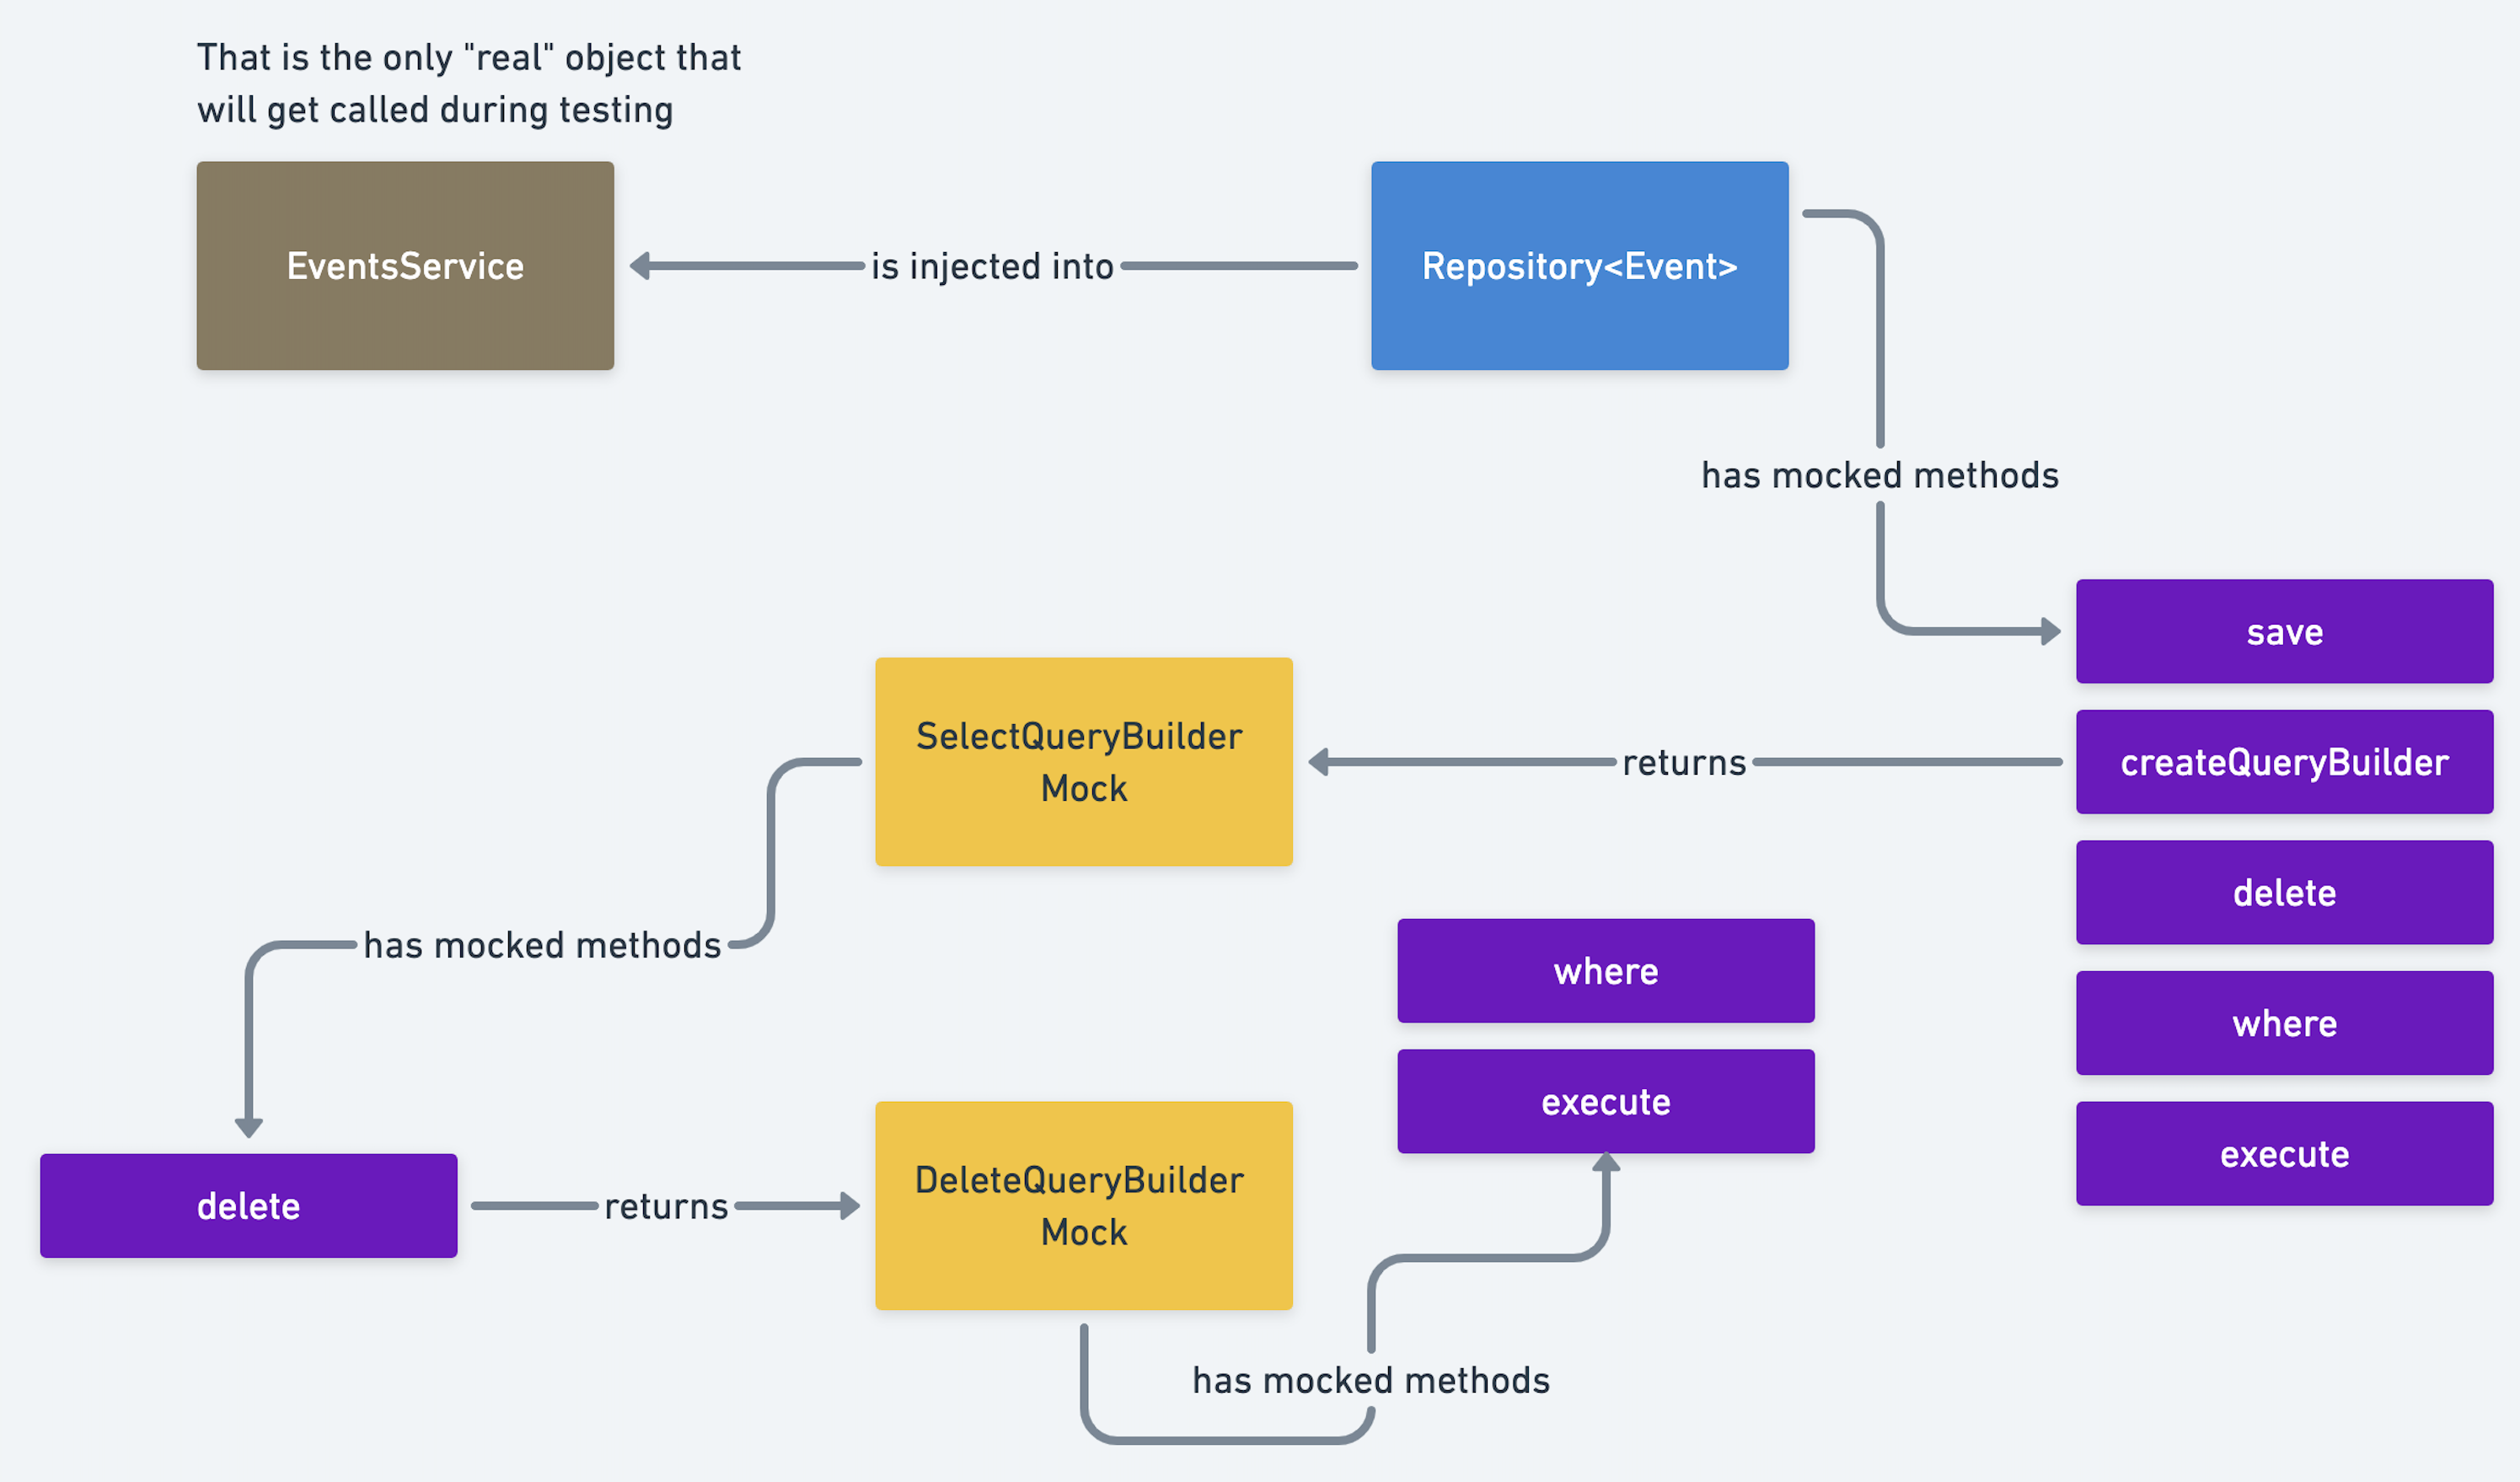 That is the only "real" object that
will get called during testing
EventsService
is injected into
Repository<Event>
has mocked methods
save
SelectQueryBuilder
Mock
returns
createQueryBuilder
delete
has mocked methods
where
where
execute
execute
delete
returns
DeleteQueryBuilder
Mock
has mocked methods